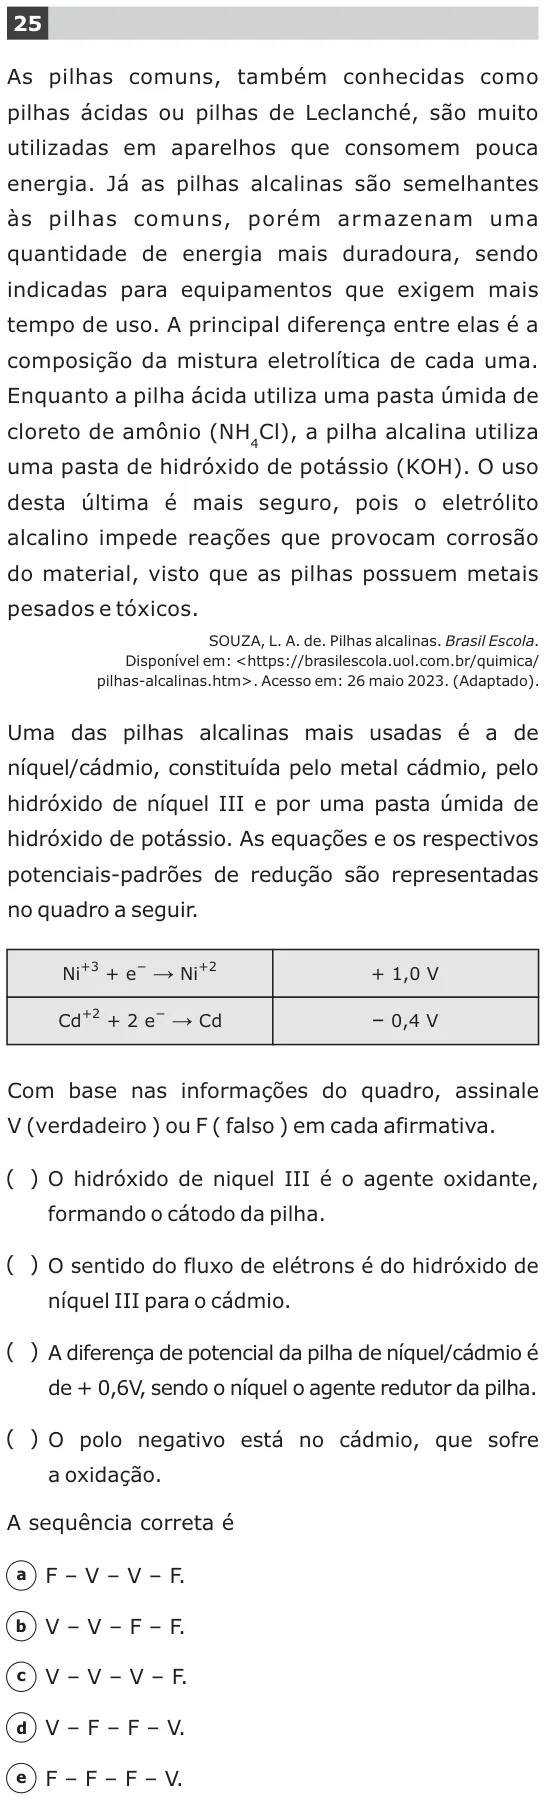 25
As pilhas comuns, também conhecidas como
pilhas ácidas ou pilhas de Leclanché, são muito
utilizadas em aparelhos que consomem pouca
energia. Já as pilhas alcalinas são semelhantes
às pilhas comuns, porém armazenam uma
quantidade de energia mais duradoura, sendo
indicadas para equipamentos que exigem mais
tempo de uso. A principal diferença entre elas é a
composição da mistura eletrolítica de cada uma.
Enquanto a pilha ácida utiliza uma pasta úmida de
cloreto de amônio (NH₄Cl), a pilha alcalina utiliza
uma pasta de hidróxido de potássio (KOH). O uso
desta última é mais seguro, pois o eletrólito
alcalino impede reações que provocam corrosão
do material, visto que as pilhas possuem metais
pesados e tóxicos.
SOUZA, L. A. de. Pilhas alcalinas. Brasil Escola.
Disponível em: <https://brasilescola.uol.com.br/quimica/
pilhas-alcalinas.htm>. Acesso em: 26 maio 2023. (Adaptado).
Uma das pilhas alcalinas mais usadas é a de
níquel/cádmio, constituída pelo metal cádmio, pelo
hidróxido de níquel III e por uma pasta úmida de
hidróxido de potássio. As equações e os respectivos
potenciais-padrões de redução são representadas
no quadro a seguir.
Ni⁺³ + e⁻ → Ni⁺² + 1,0 V
Cd⁺² + 2 e⁻ → Cd − 0,4 V
Com base nas informações do quadro, assinale
V (verdadeiro ) ou F ( falso ) em cada afirmativa.
( ) O hidróxido de niquel III é o agente oxidante,
formando o cátodo da pilha.
( ) O sentido do fluxo de elétrons é do hidróxido de
níquel III para o cádmio.
( ) A diferença de potencial da pilha de níquel/cádmio é
de + 0,6V, sendo o níquel o agente redutor da pilha.
( ) O polo negativo está no cádmio, que sofre
a oxidação.
A sequência correta é
a F – V – V – F.
b V – V – F – F.
c V – V – V – F.
d V – F – F – V.
e F – F – F – V.